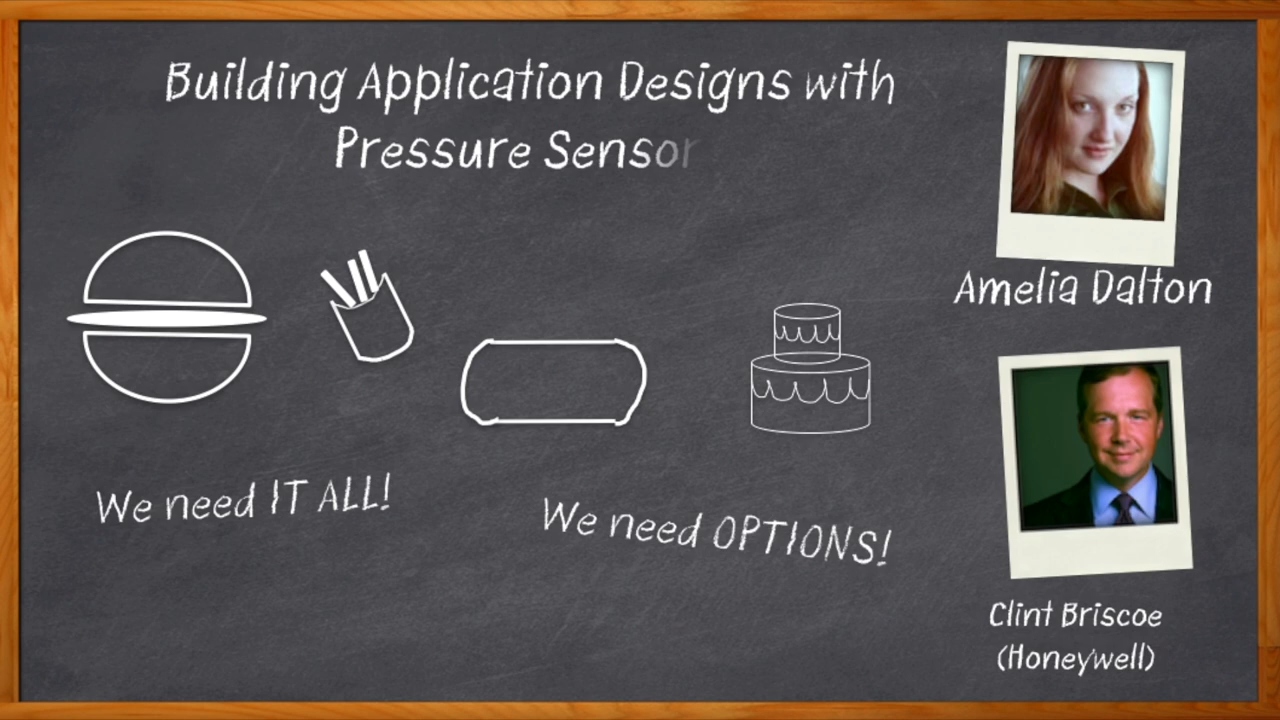 Building Application Designs with
Pressure Sensor
We need IT ALL!
We need OPTIONS!
Amelia Dalton
Clint Briscoe
(Honeywell)